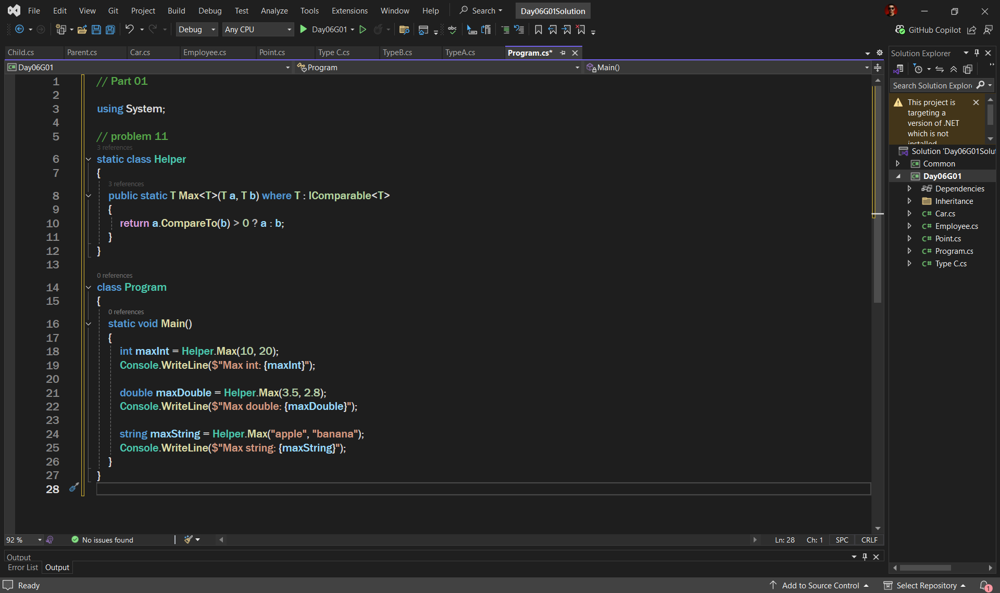 File Edit View Git Project Build Debug Test Analyze Tools Extensions Window Help Search Day06G01Solution
Debug Any CPU Day06G01 abc GitHub Copilot
Child.cs Parent.cs Car.cs Employee.cs Point.cs Type C.cs TypeB.cs TypeA.cs Program.cs*
C# Day06G01 Program Main()
1 // Part 01
2
3 using System;
4
5 // problem 11
3 references
6 static class Helper
7 {
3 references
8 public static T Max<T>(T a, T b) where T : IComparable<T>
9 {
10 return a.CompareTo(b) > 0 ? a : b;
11 }
12 }
13
0 references
14 class Program
15 {
0 references
16 static void Main()
17 {
18 int maxInt = Helper.Max(10, 20);
19 Console.WriteLine($"Max int: {maxInt}");
20
21 double maxDouble = Helper.Max(3.5, 2.8);
22 Console.WriteLine($"Max double: {maxDouble}");
23
24 string maxString = Helper.Max("apple", "banana");
25 Console.WriteLine($"Max string: {maxString}");
26 }
27 }
28
92 % No issues found Ln: 28 Ch: 1 SPC CRLF
Output
Error List Output
Solution Explorer
Search Solution Explor
This project is
targeting a
version of .NET
which is not
installed
Solution 'Day06G01Solut
C# Common
C# Day06G01
Dependencies
Inheritance
C# Car.cs
C# Employee.cs
C# Point.cs
C# Program.cs
C# Type C.cs
Ready Add to Source Control Select Repository 1